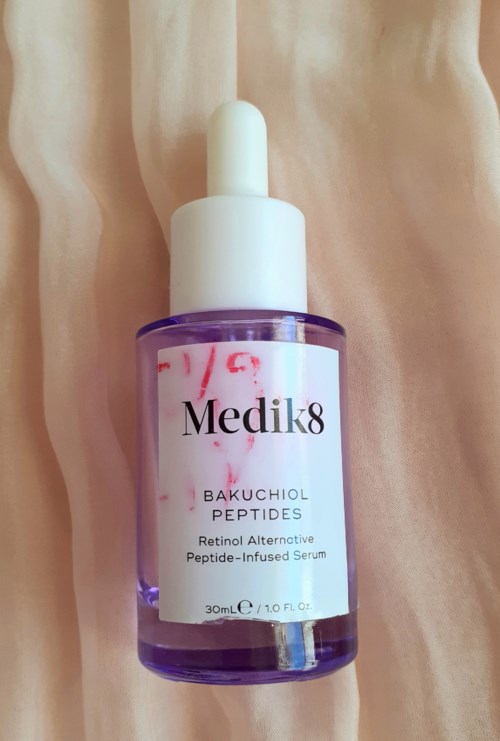 Medik8
BAKUCHIOL
PEPTIDES
Retinol Alternative
Peptide-Infused Serum
30mL℮ / 1.0 Fl. Oz.